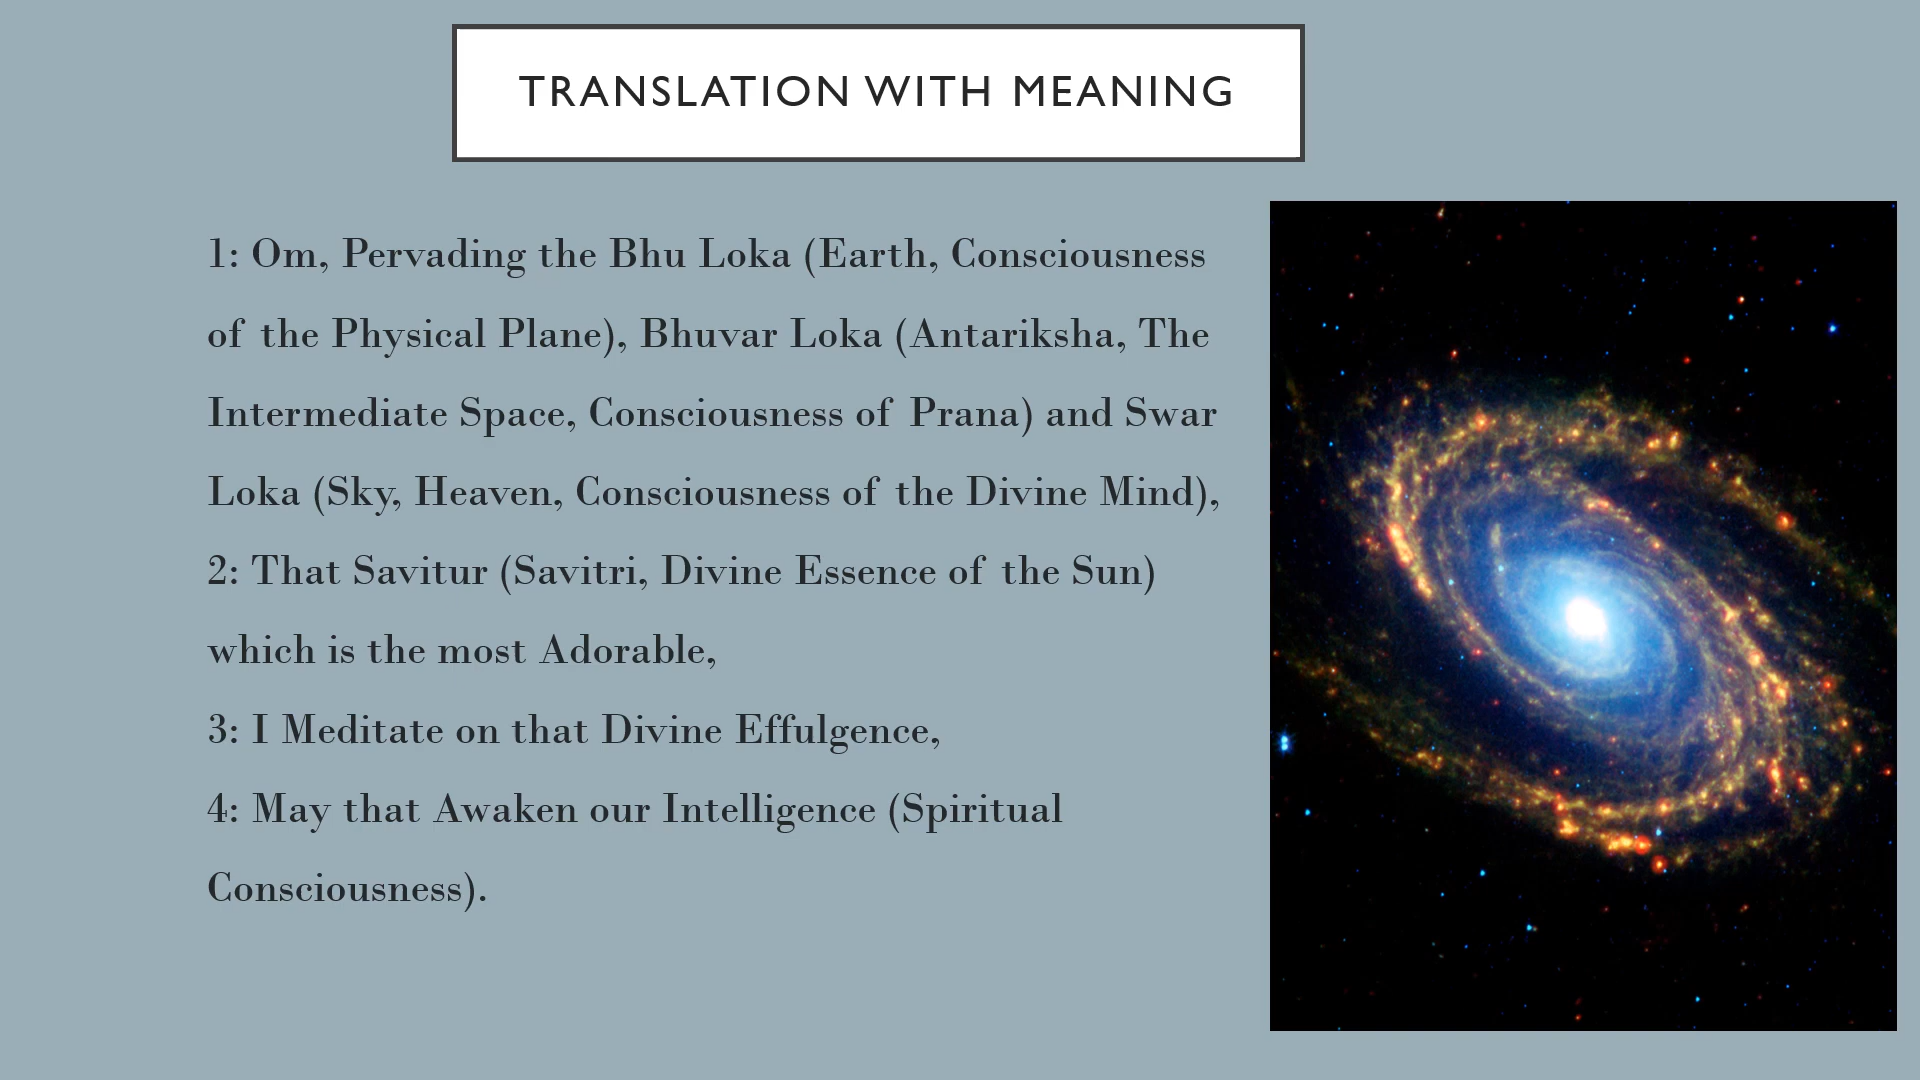 TRANSLATION WITH MEANING
1: Om, Pervading the Bhu Loka (Earth, Consciousness
of the Physical Plane), Bhuvar Loka (Antariksha, The
Intermediate Space, Consciousness of Prana) and Swar
Loka (Sky, Heaven, Consciousness of the Divine Mind),
2: That Savitur (Savitri, Divine Essence of the Sun)
which is the most Adorable,
3: I Meditate on that Divine Effulgence,
4: May that Awaken our Intelligence (Spiritual
Consciousness).